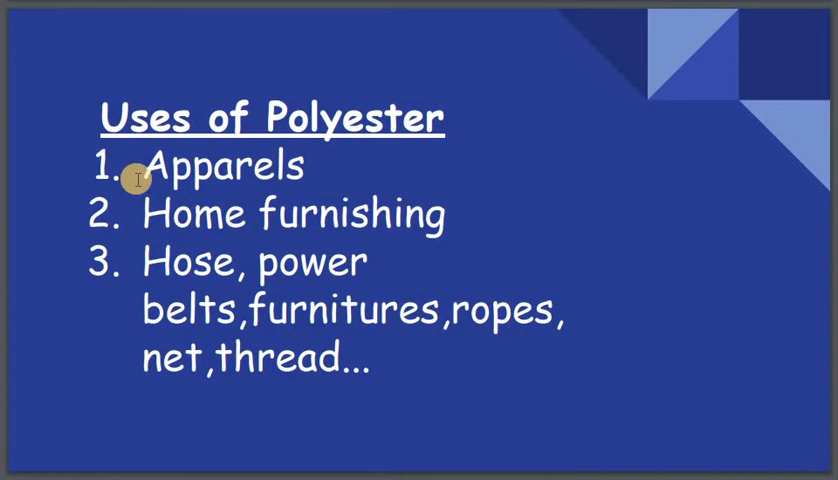 Uses of Polyester
1. Apparels
2. Home furnishing
3. Hose, power
belts,furnitures,ropes,
net,thread...